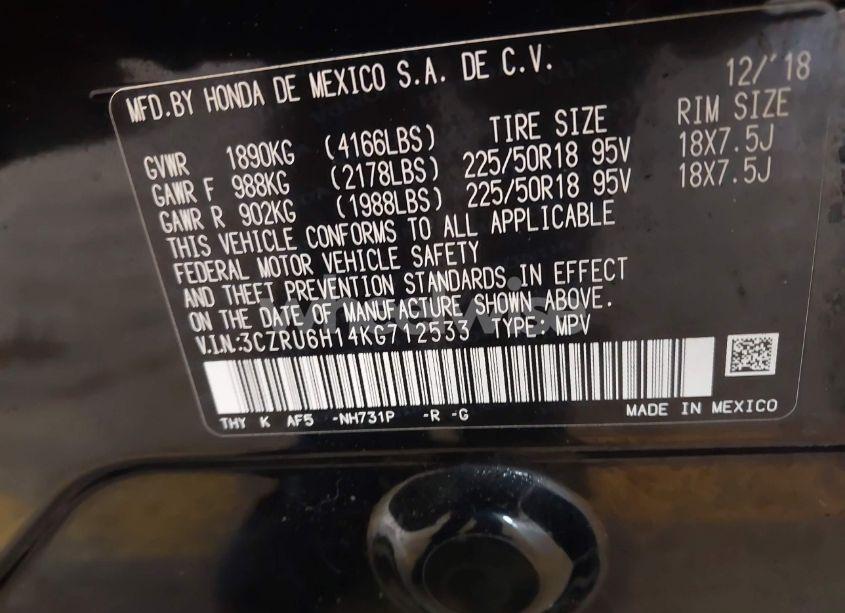 MFD.BY HONDA DE MEXICO S.A. DE C.V. 12/'18
TIRE SIZE RIM SIZE
GVWR 1890KG (4166LBS)
GAWR F 988KG (2178LBS) 225/50R18 95V 18X7.5J
GAWR R 902KG (1988LBS) 225/50R18 95V 18X7.5J
THIS VEHICLE CONFORMS TO ALL APPLICABLE
FEDERAL MOTOR VEHICLE SAFETY
AND THEFT PREVENTION STANDARDS IN EFFECT
ON THE DATE OF MANUFACTURE SHOWN ABOVE.
V.I.N.:3CZRU6H14KG712533 TYPE: MPV
THY K AF5 -NH731P -R -G MADE IN MEXICO